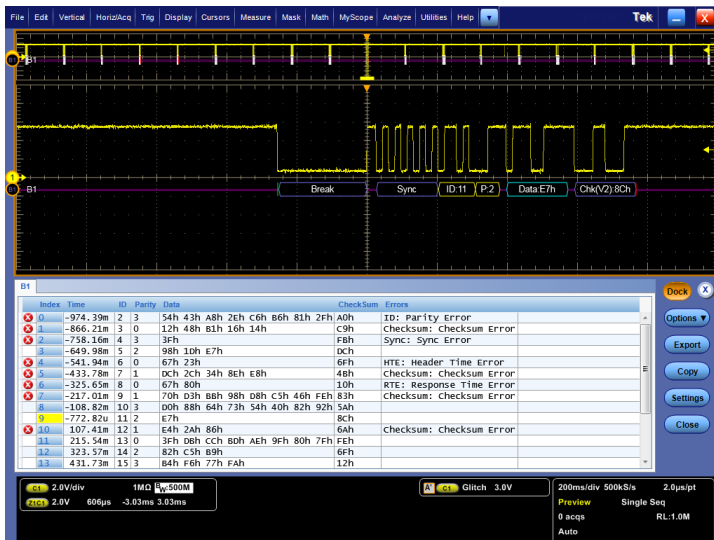 File Edit Vertical Horiz/Acq Trig Display Cursors Measure Mask Math MyScope Analyze Utilities Help Tek X
B1 B1
1
B1 B1 Break Sync ID:11 P:2 Data:E7h Chk(V2):8Ch
B1
Dock X
Index Time ID Parity Data CheckSum Errors
0 -974.39m 2 3 54h 43h A8h 2Eh C6h B6h 81h 2Fh A0h ID: Parity Error
1 -866.21m 3 0 12h 48h B1h 16h 14h C9h Checksum: Checksum Error
2 -758.16m 4 3 3Fh FBh Sync: Sync Error
3 -649.98m 5 2 98h 1Dh E7h DCh
4 -541.94m 6 0 67h 23h 6Fh HTE: Header Time Error
5 -433.78m 7 1 DCh 2Ch 34h 8Eh E8h 4Bh Checksum: Checksum Error
6 -325.65m 8 0 67h 80h 10h RTE: Response Time Error
7 -217.01m 9 1 70h D3h BBh 98h D8h C5h 46h FEh 83h Checksum: Checksum Error
8 -108.82m 10 3 D0h 88h 64h 73h 54h 40h 82h 92h 5Ah
9 -772.82u 11 2 E7h 8Ch
10 107.41m 12 1 E4h 2Ah 86h 6Ah Checksum: Checksum Error
11 215.54m 13 0 3Fh DBh CCh BDh AEh 9Fh 80h 7Fh FEh
12 323.57m 14 2 82h C5h B9h 6Fh
13 431.73m 15 3 B4h F6h 77h FAh 12h
Options
Export
Copy
Settings
Close
C1 2.0V/div 1MΩ BW:500M
Z1C1 2.0V 606µs -3.03ms 3.03ms
A' C1 Glitch 3.0V
200ms/div 500kS/s 2.0µs/pt
Preview Single Seq
0 acqs RL:1.0M
Auto